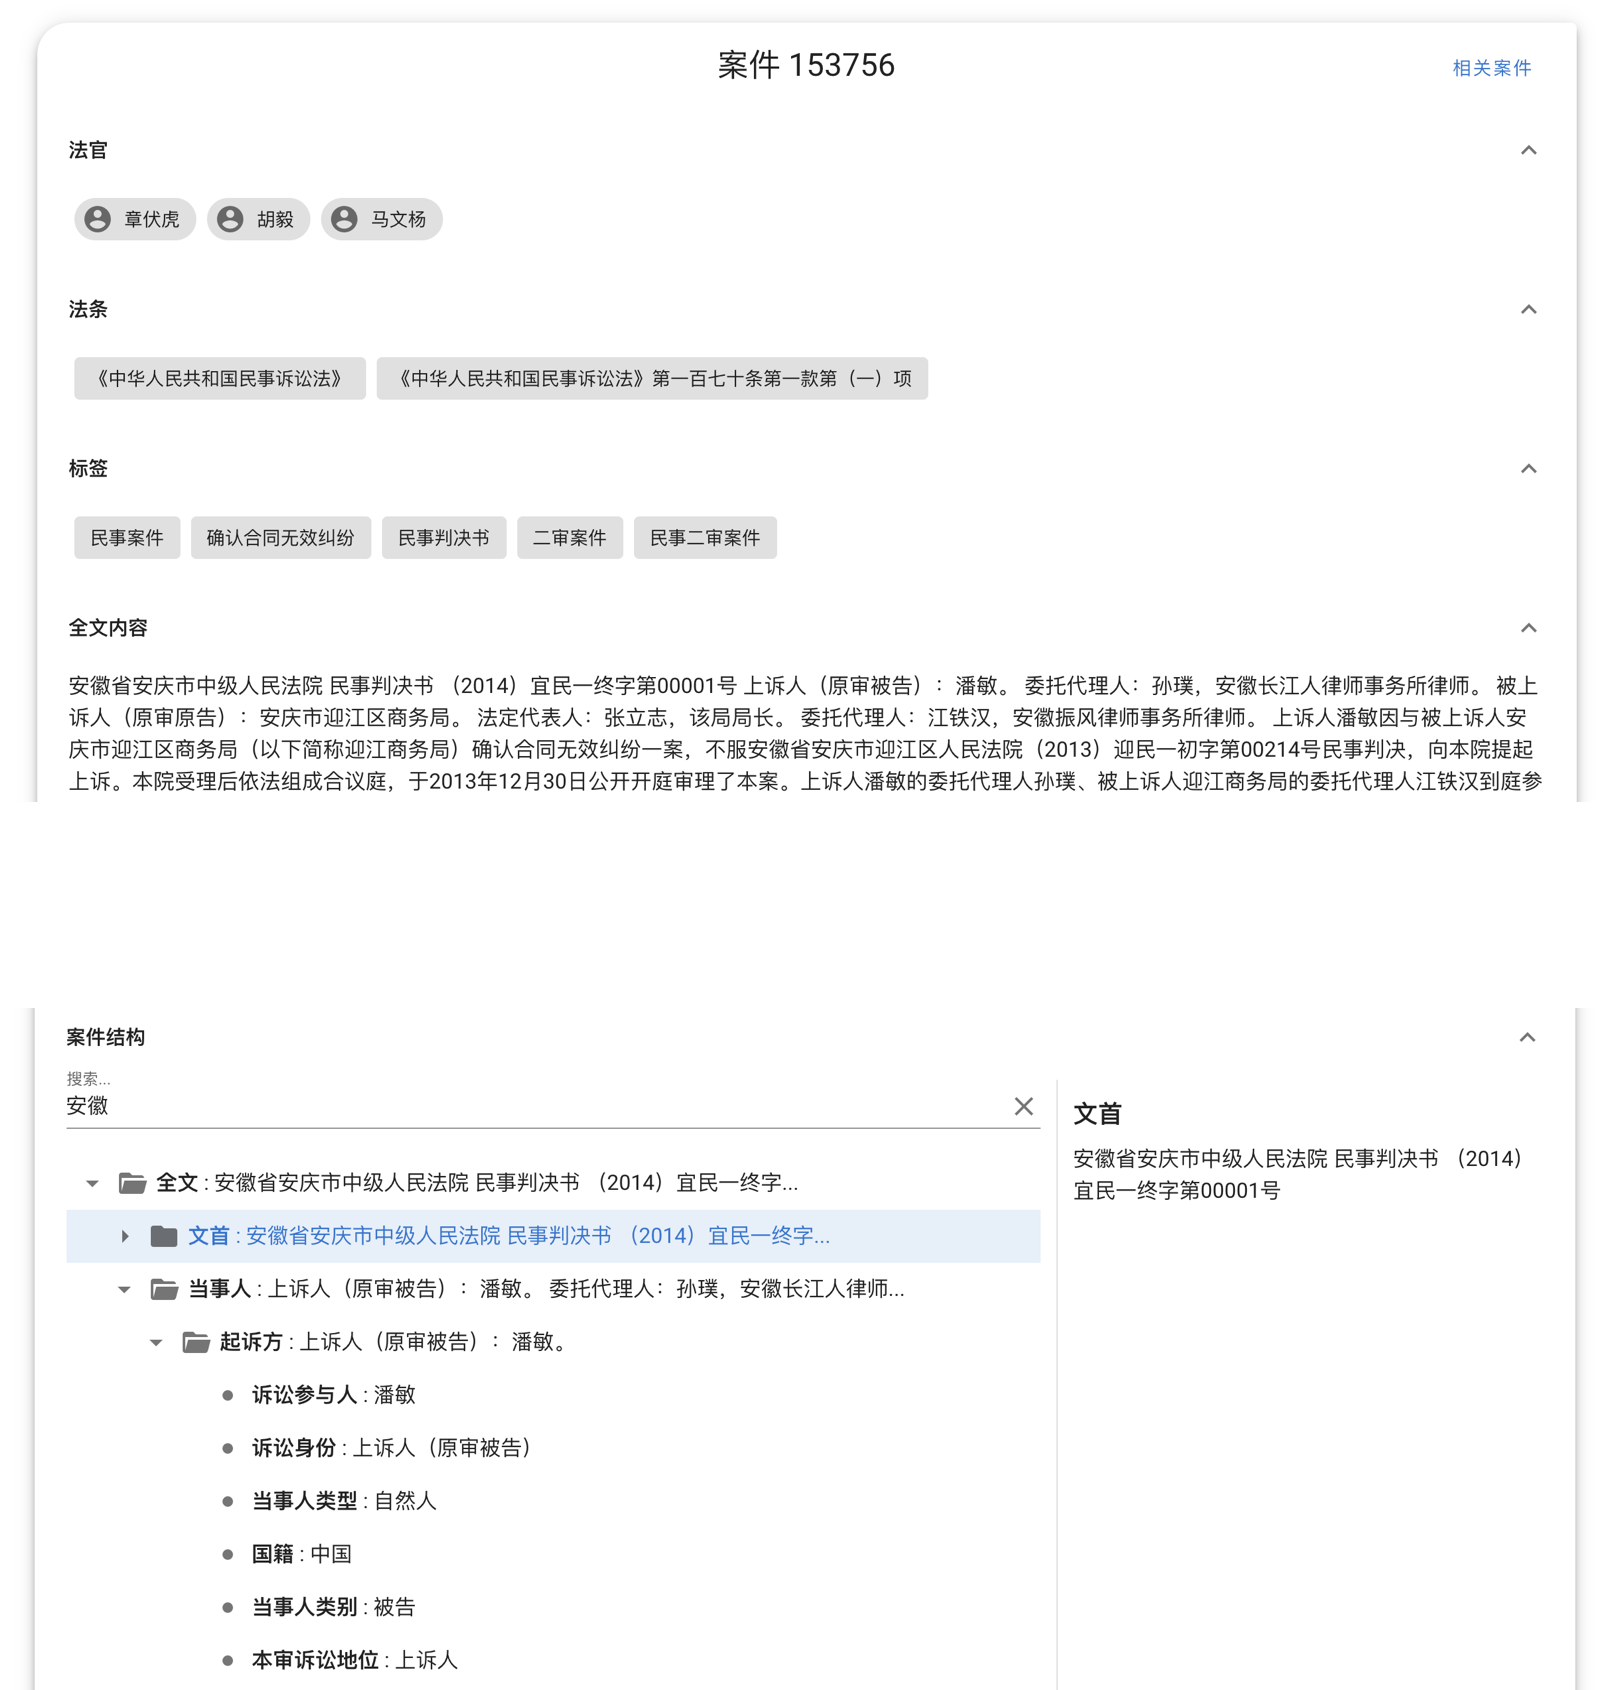 案件 153756
相关案件
法官
章伏虎 胡毅 马文杨
法条
《中华人民共和国民事诉讼法》 《中华人民共和国民事诉讼法》第一百七十条第一款第（一）项
标签
民事案件 确认合同无效纠纷 民事判决书 二审案件 民事二审案件
全文内容
安徽省安庆市中级人民法院 民事判决书 （2014）宜民一终字第00001号 上诉人（原审被告）：潘敏。 委托代理人：孙璞，安徽长江人律师事务所律师。 被上
诉人（原审原告）：安庆市迎江区商务局。 法定代表人：张立志，该局局长。 委托代理人：江铁汉，安徽振风律师事务所律师。 上诉人潘敏因与被上诉人安
庆市迎江区商务局（以下简称迎江商务局）确认合同无效纠纷一案，不服安徽省安庆市迎江区人民法院（2013）迎民一初字第00214号民事判决，向本院提起
上诉。本院受理后依法组成合议庭，于2013年12月30日公开开庭审理了本案。上诉人潘敏的委托代理人孙璞、被上诉人迎江商务局的委托代理人江铁汉到庭参
案件结构
搜索...
安徽
全文 : 安徽省安庆市中级人民法院 民事判决书 （2014）宜民一终字...
文首 : 安徽省安庆市中级人民法院 民事判决书 （2014）宜民一终字...
当事人 : 上诉人（原审被告）：潘敏。 委托代理人：孙璞，安徽长江人律师...
起诉方 : 上诉人（原审被告）：潘敏。
诉讼参与人 : 潘敏
诉讼身份 : 上诉人（原审被告）
当事人类型 : 自然人
国籍 : 中国
当事人类别 : 被告
本审诉讼地位 : 上诉人
文首
安徽省安庆市中级人民法院 民事判决书 （2014）
宜民一终字第00001号